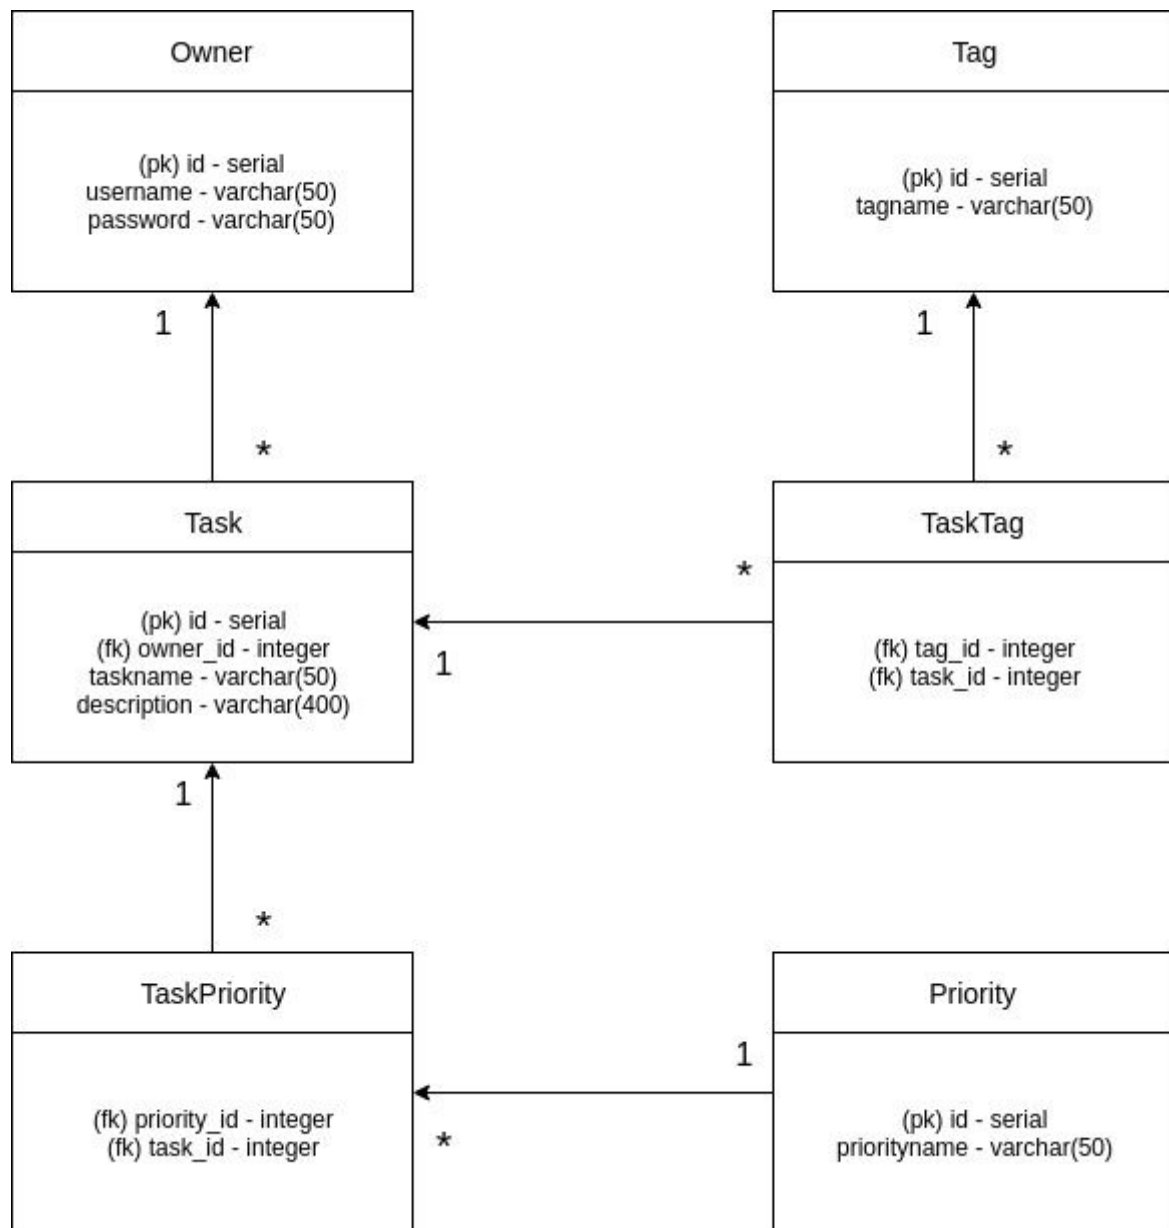 Owner
(pk) id - serial
username - varchar(50)
password - varchar(50)
Tag
(pk) id - serial
tagname - varchar(50)
1
*
1
*
Task
(pk) id - serial
(fk) owner_id - integer
taskname - varchar(50)
description - varchar(400)
*
1
TaskTag
(fk) tag_id - integer
(fk) task_id - integer
1
*
TaskPriority
(fk) priority_id - integer
(fk) task_id - integer
1
*
Priority
(pk) id - serial
priorityname - varchar(50)